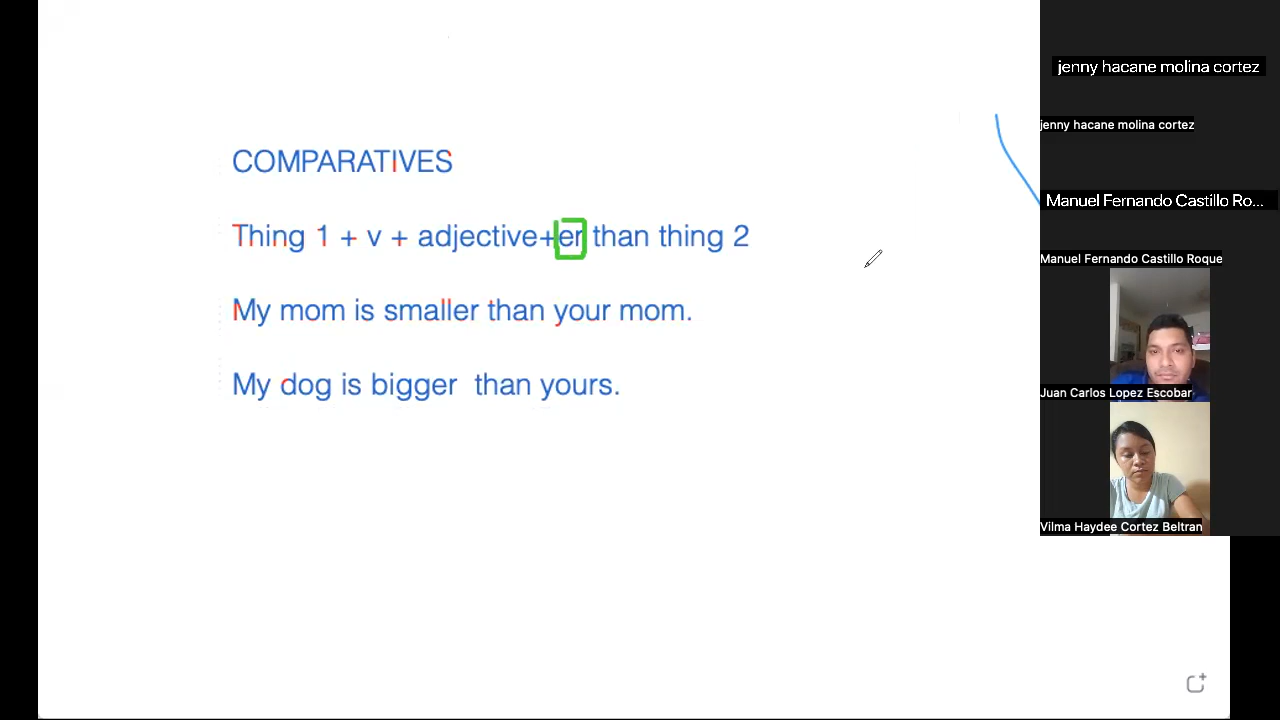 COMPARATIVES
Thing 1 + v + adjective+er than thing 2
My mom is smaller than your mom.
My dog is bigger than yours.
jenny hacane molina cortez
jenny hacane molina cortez
Manuel Fernando Castillo Ro...
Manuel Fernando Castillo Roque
Juan Carlos Lopez Escobar
Vilma Haydee Cortez Beltran